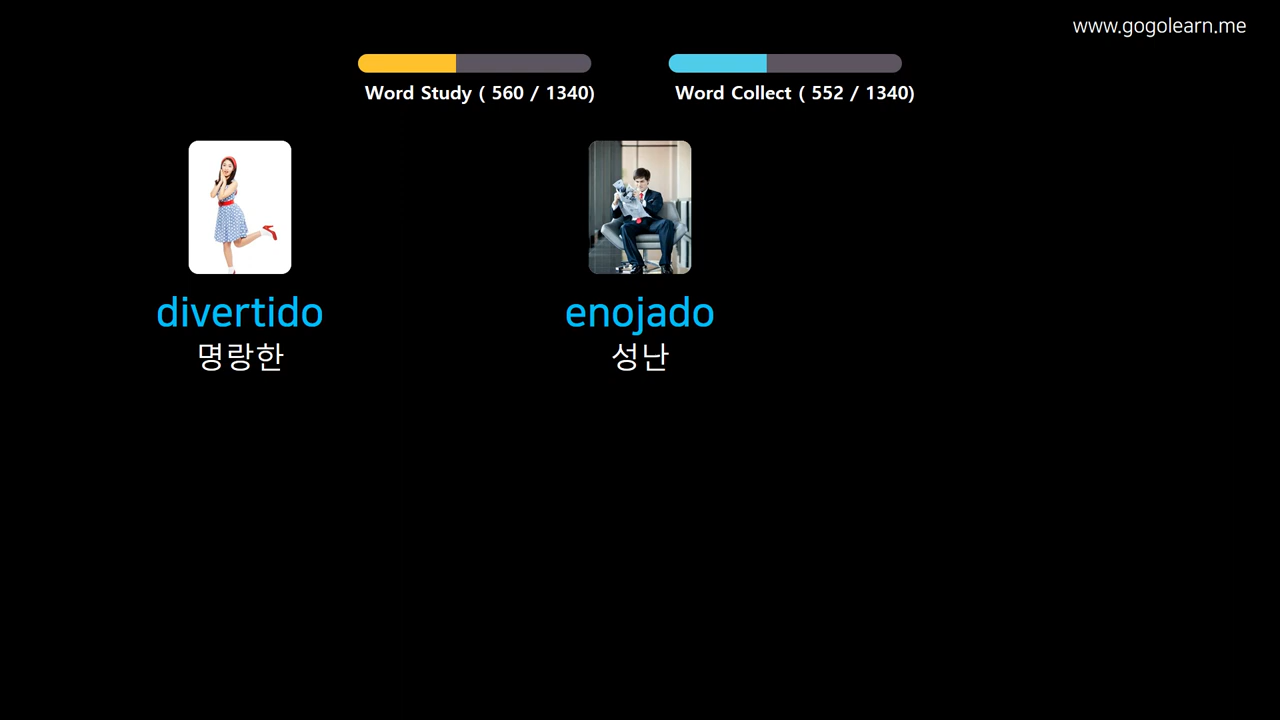 www.gogolearn.me
Word Study ( 560 / 1340)
Word Collect ( 552 / 1340)
divertido
명랑한
enojado
성난